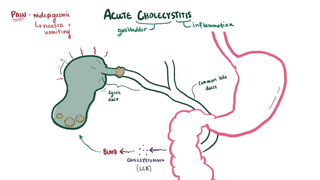 PAIN - midepigastric
↳ nausea +
vomiting
ACUTE CHOLECYSTITIS
gallbladder
inflammation
cystic
duct
common bile
duct
BLOOD
CHOLECYSTOKININ
(CCK)